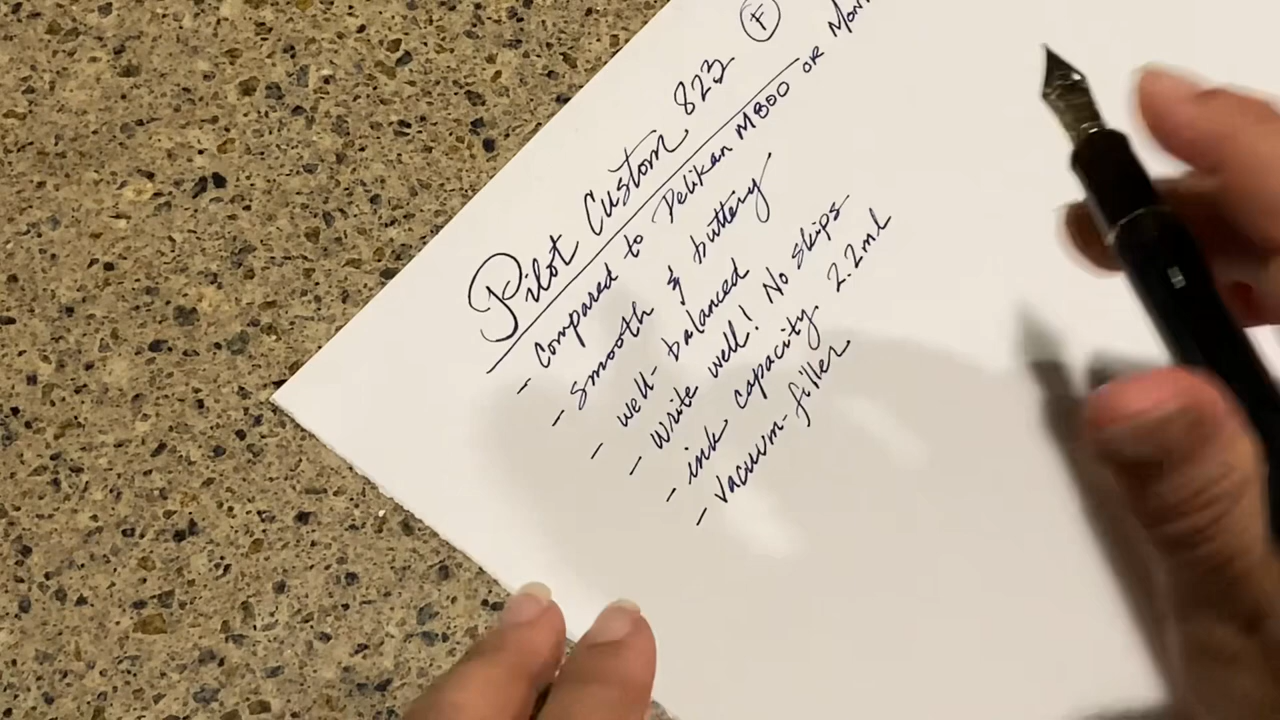 Pilot Custom 823 F
- Compared to Pelikan M800 or Mon
- smooth & buttery
- well-balanced
- write well! No skips
- ink capacity 2.2ml
- vacuum-filler